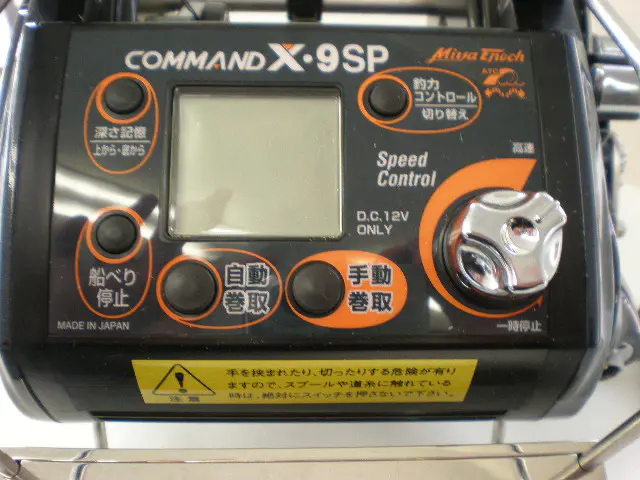 COMMAND X-9SP
Miya Epoch
ATC
深さ記憶
上から・底から
釣力
コントロール
切り替え
高速
Speed
Control
D.C.12V
ONLY
船べり
停止
自動
巻取
手動
巻取
一時停止
MADE IN JAPAN
注意
手を挟まれたり、切ったりする危険が有り
ますので、スプールや道糸に触れている
時は、絶対にスイッチを押さないで下さい。